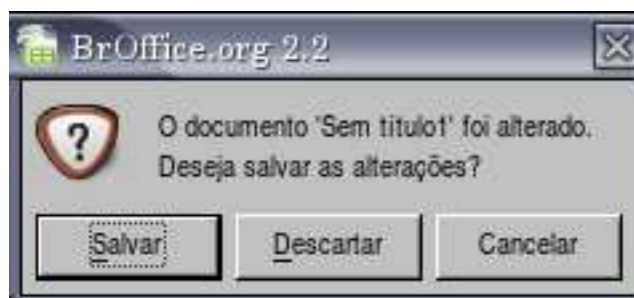 BrOffice.org 2.2
?
O documento 'Sem título1' foi alterado.
Deseja salvar as alterações?
Salvar
Descartar
Cancelar